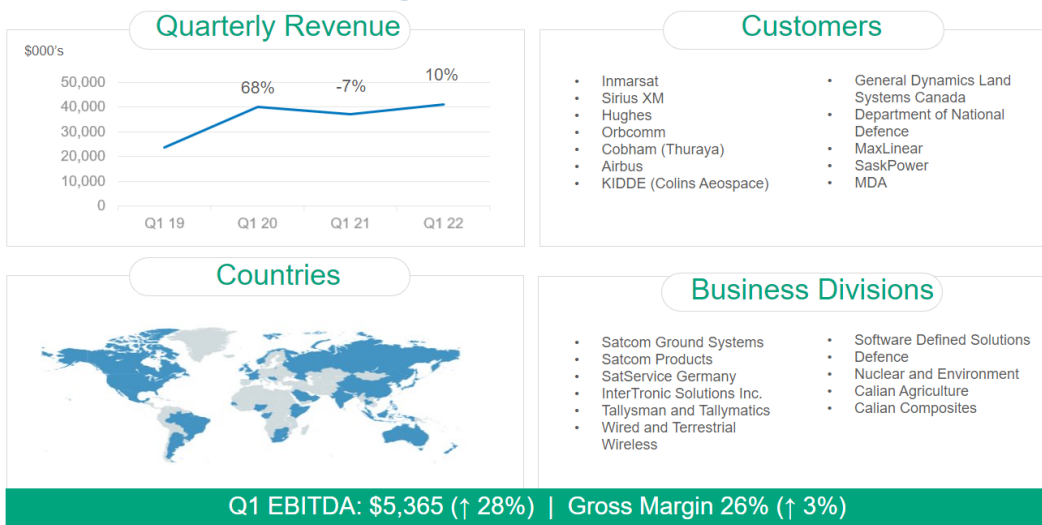 Quarterly Revenue
$000's
50,000
40,000
30,000
20,000
10,000
0
68%
-7%
10%
Q1 19
Q1 20
Q1 21
Q1 22
Customers
• Inmarsat
• Sirius XM
• Hughes
• Orbcomm
• Cobham (Thuraya)
• Airbus
• KIDDE (Colins Aeospace)
• General Dynamics Land
Systems Canada
• Department of National
Defence
• MaxLinear
• SaskPower
• MDA
Countries
Business Divisions
• Satcom Ground Systems
• Satcom Products
• SatService Germany
• InterTronic Solutions Inc.
• Tallysman and Tallymatics
• Wired and Terrestrial
Wireless
• Software Defined Solutions
• Defence
• Nuclear and Environment
• Calian Agriculture
• Calian Composites
Q1 EBITDA: $5,365 (↑ 28%) | Gross Margin 26% (↑ 3%)